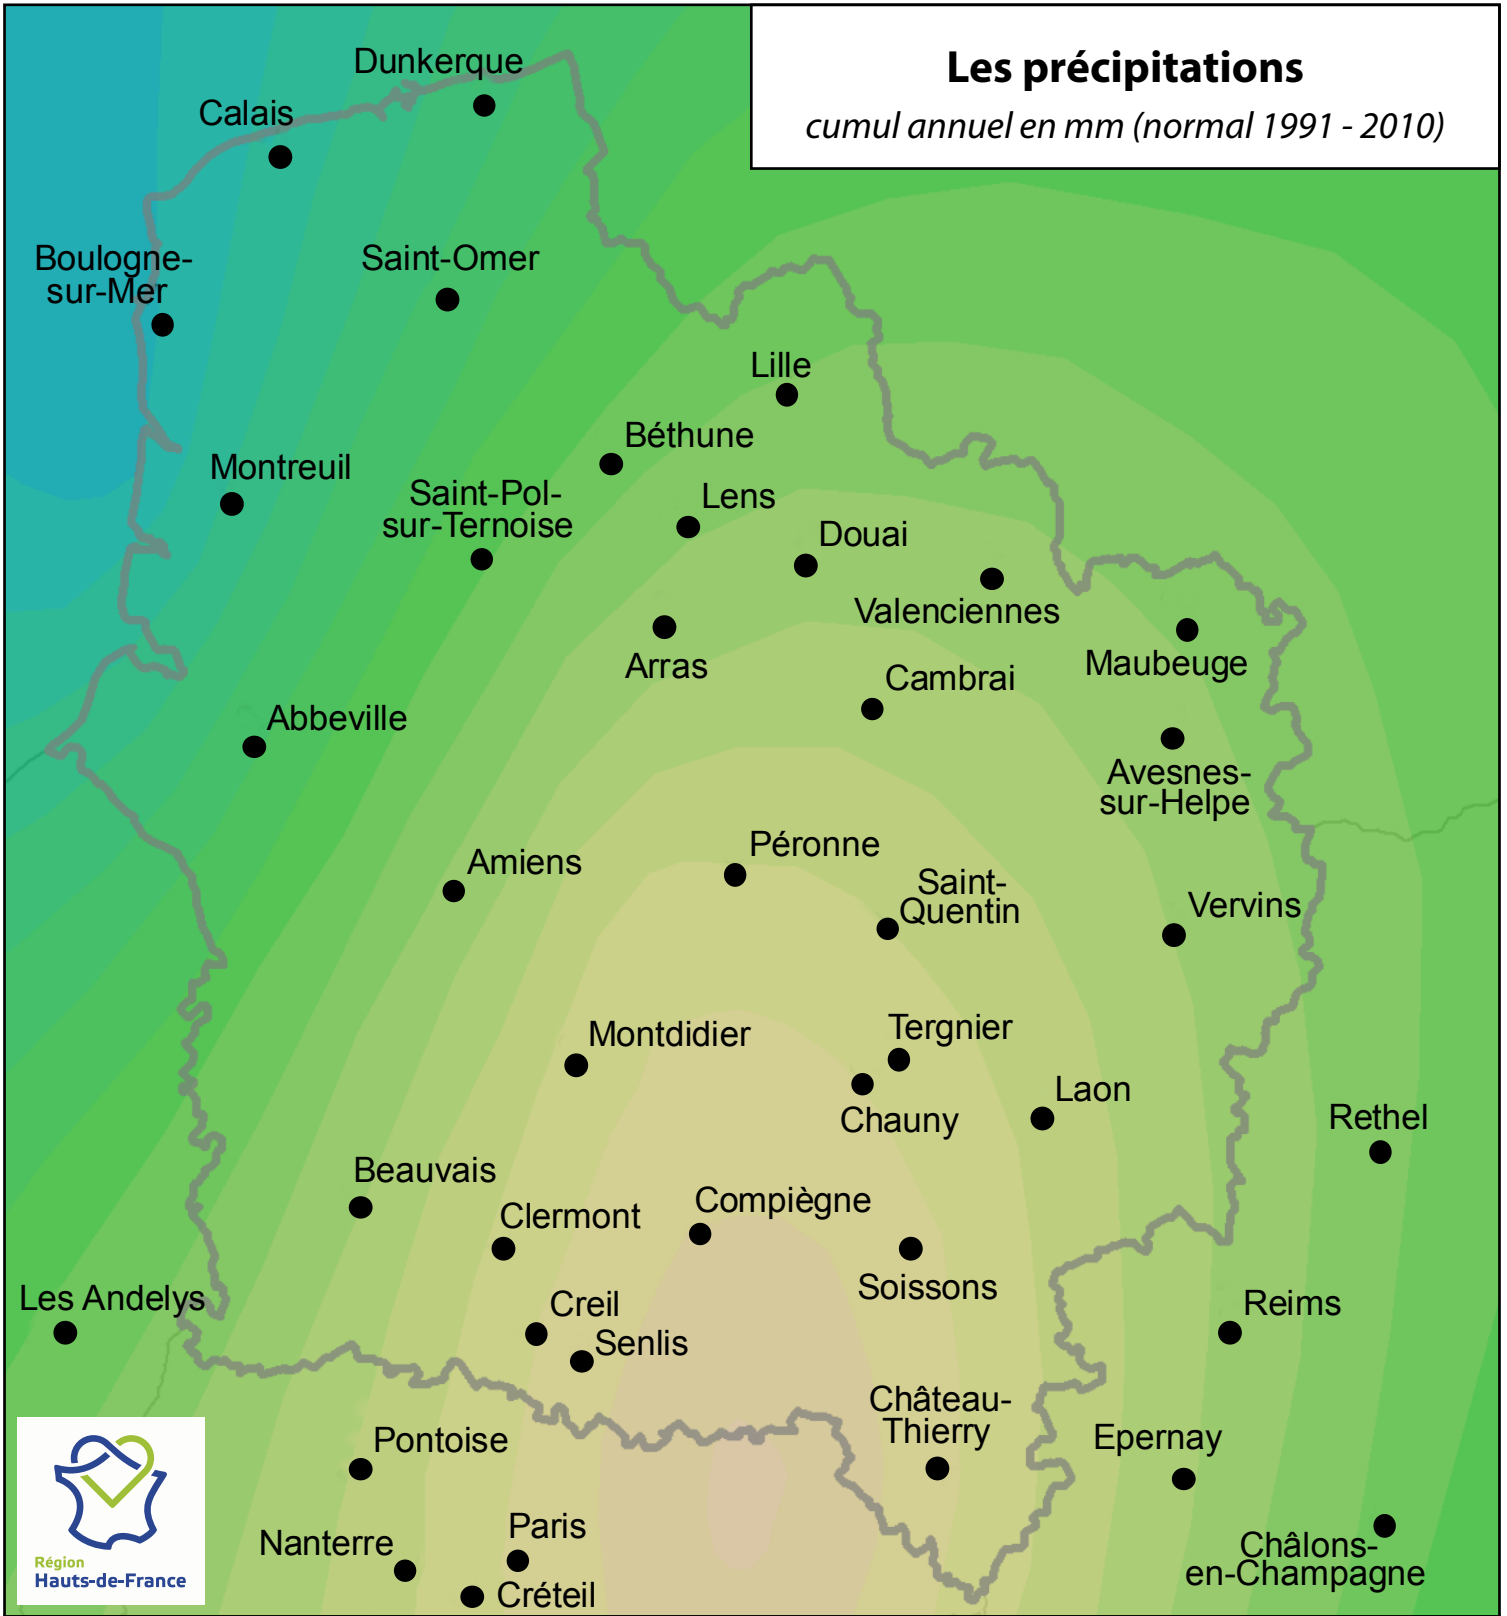 Les précipitations
cumul annuel en mm (normal 1991 - 2010)
Dunkerque
Calais
Boulogne-
sur-Mer
Saint-Omer
Lille
Béthune
Montreuil
Saint-Pol-
sur-Ternoise
Lens
Douai
Valenciennes
Arras
Maubeuge
Cambrai
Abbeville
Avesnes-
sur-Helpe
Péronne
Amiens
Saint-
Quentin
Vervins
Montdidier
Tergnier
Laon
Chauny
Rethel
Beauvais
Compiègne
Clermont
Soissons
Les Andelys
Creil
Reims
Senlis
Château-
Thierry
Pontoise
Epernay
Paris
Nanterre
Châlons-
en-Champagne
Créteil
Région
Hauts-de-France